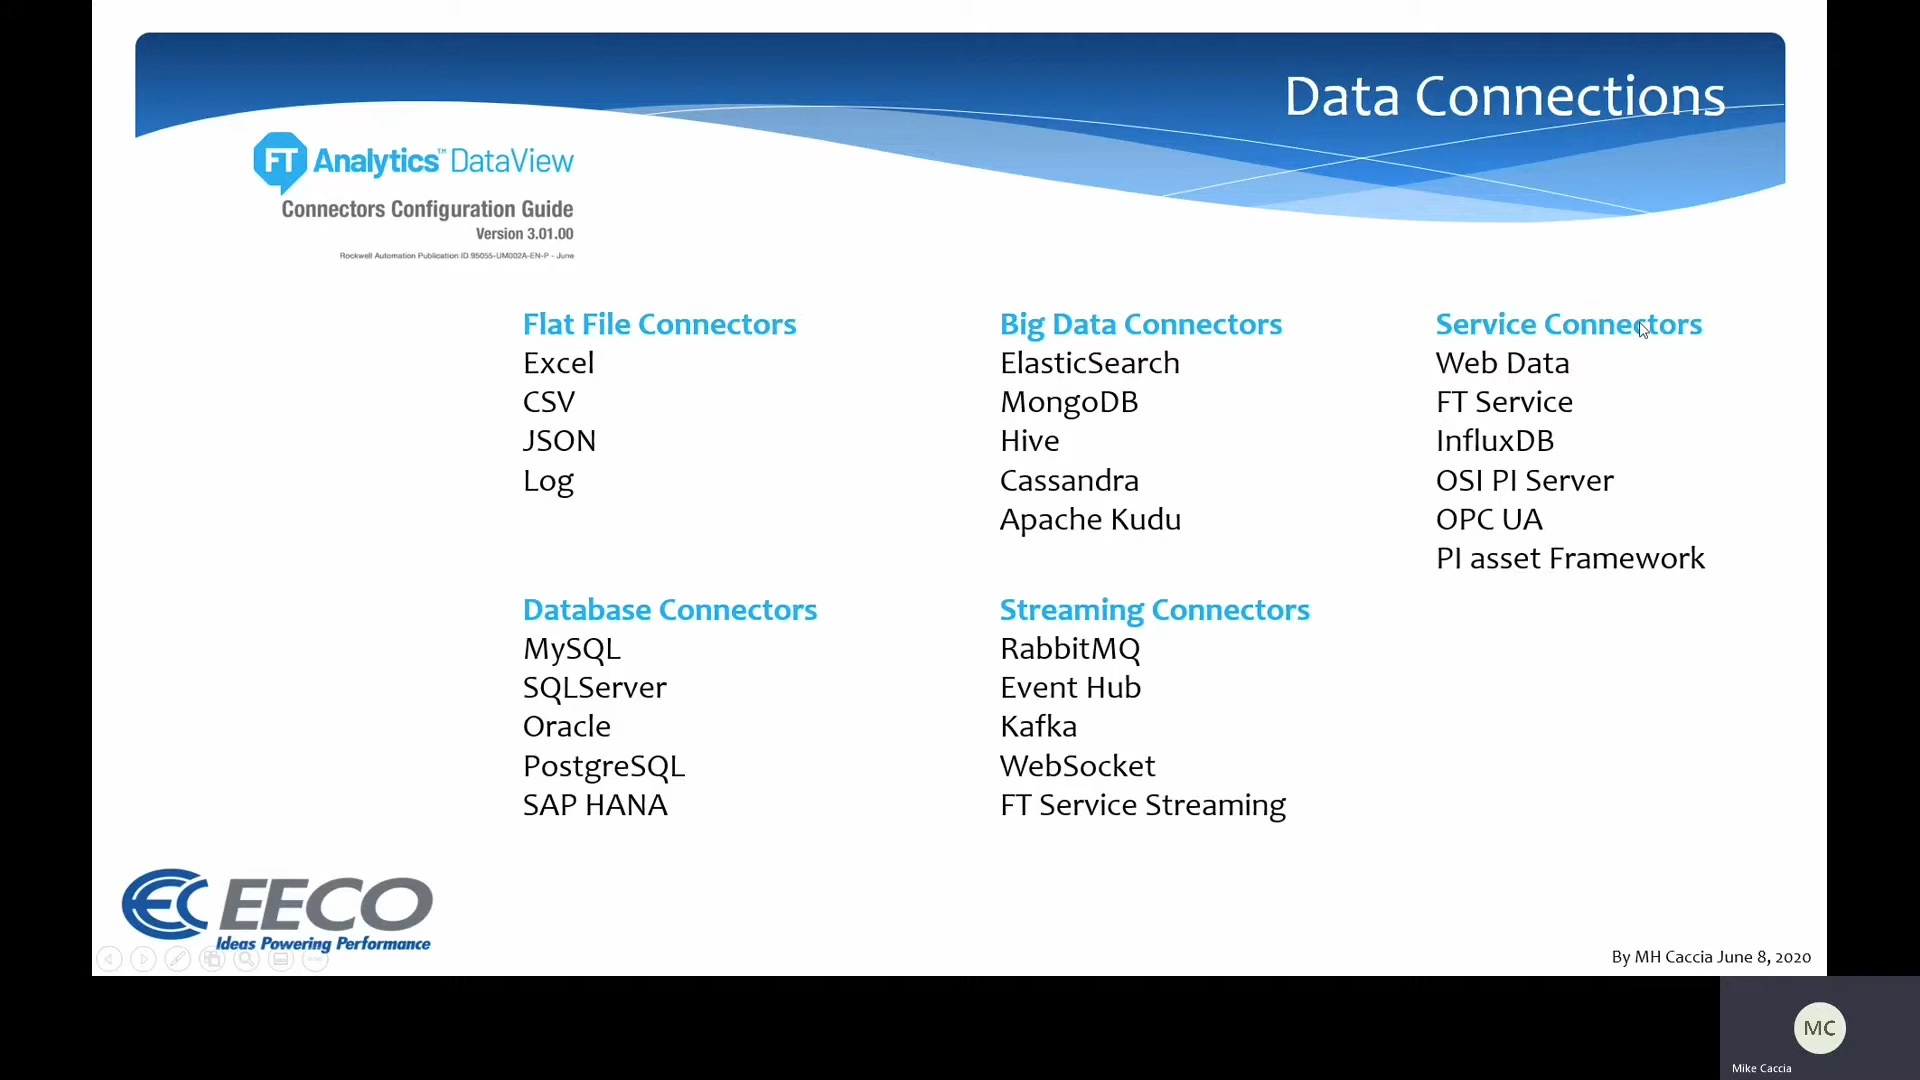 Data Connections
FT Analytics™ DataView
Connectors Configuration Guide
Version 3.01.00
Rockwell Automation Publication ID 95055-UM002A-EN-P - June
Flat File Connectors
Excel
CSV
JSON
Log
Big Data Connectors
ElasticSearch
MongoDB
Hive
Cassandra
Apache Kudu
Service Connectors
Web Data
FT Service
InfluxDB
OSI PI Server
OPC UA
PI asset Framework
Database Connectors
MySQL
SQLServer
Oracle
PostgreSQL
SAP HANA
Streaming Connectors
RabbitMQ
Event Hub
Kafka
WebSocket
FT Service Streaming
EC EECO
Ideas Powering Performance
By MH Caccia June 8, 2020
MC
Mike Caccia